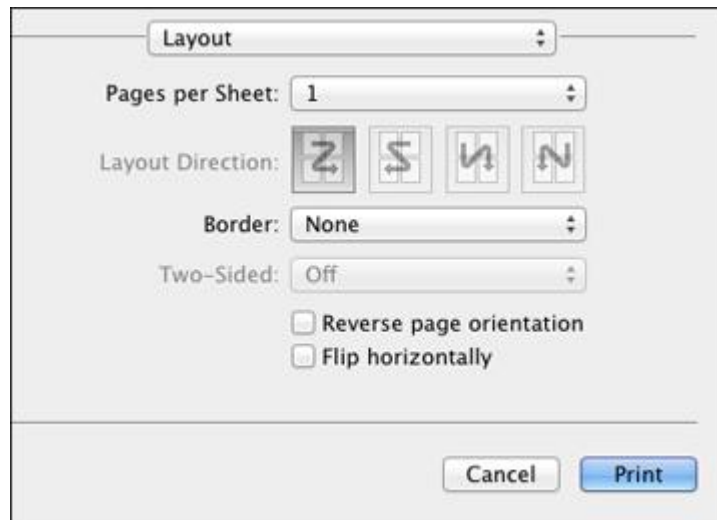 Layout
Pages per Sheet: 1
Layout Direction:
Border: None
Two-Sided: Off
Reverse page orientation
Flip horizontally
Cancel Print